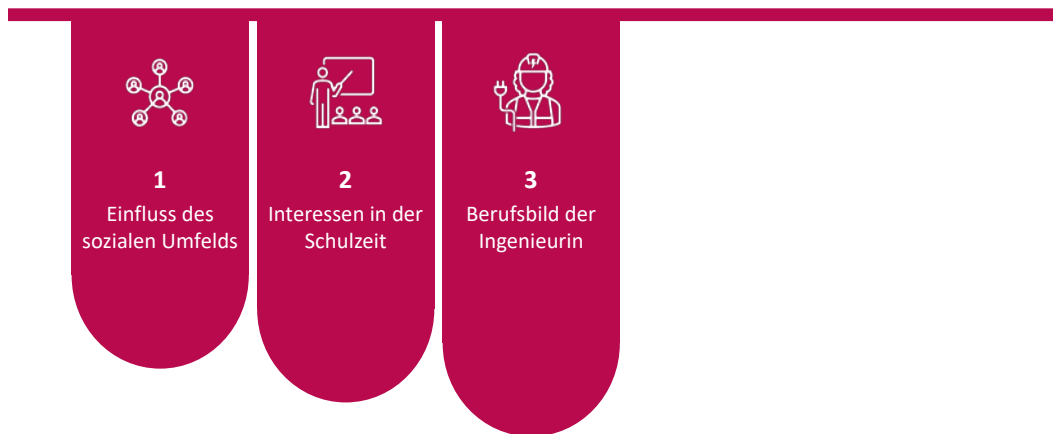 1
Einfluss des
sozialen Umfelds
2
Interessen in der
Schulzeit
3
Berufsbild der
Ingenieurin